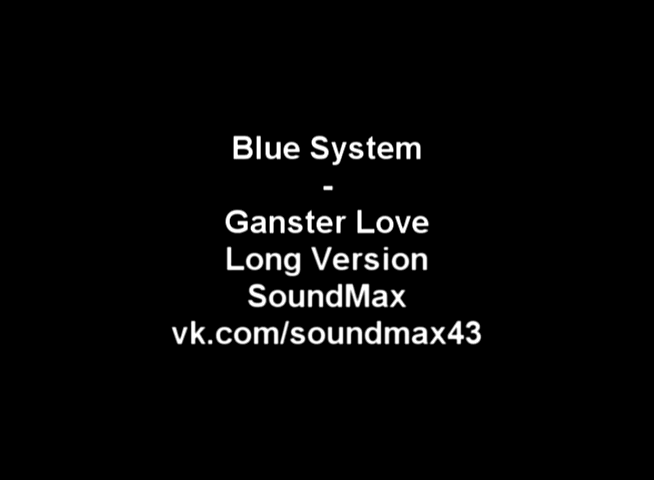 Blue System
-
Ganster Love
Long Version
SoundMax
vk.com/soundmax43